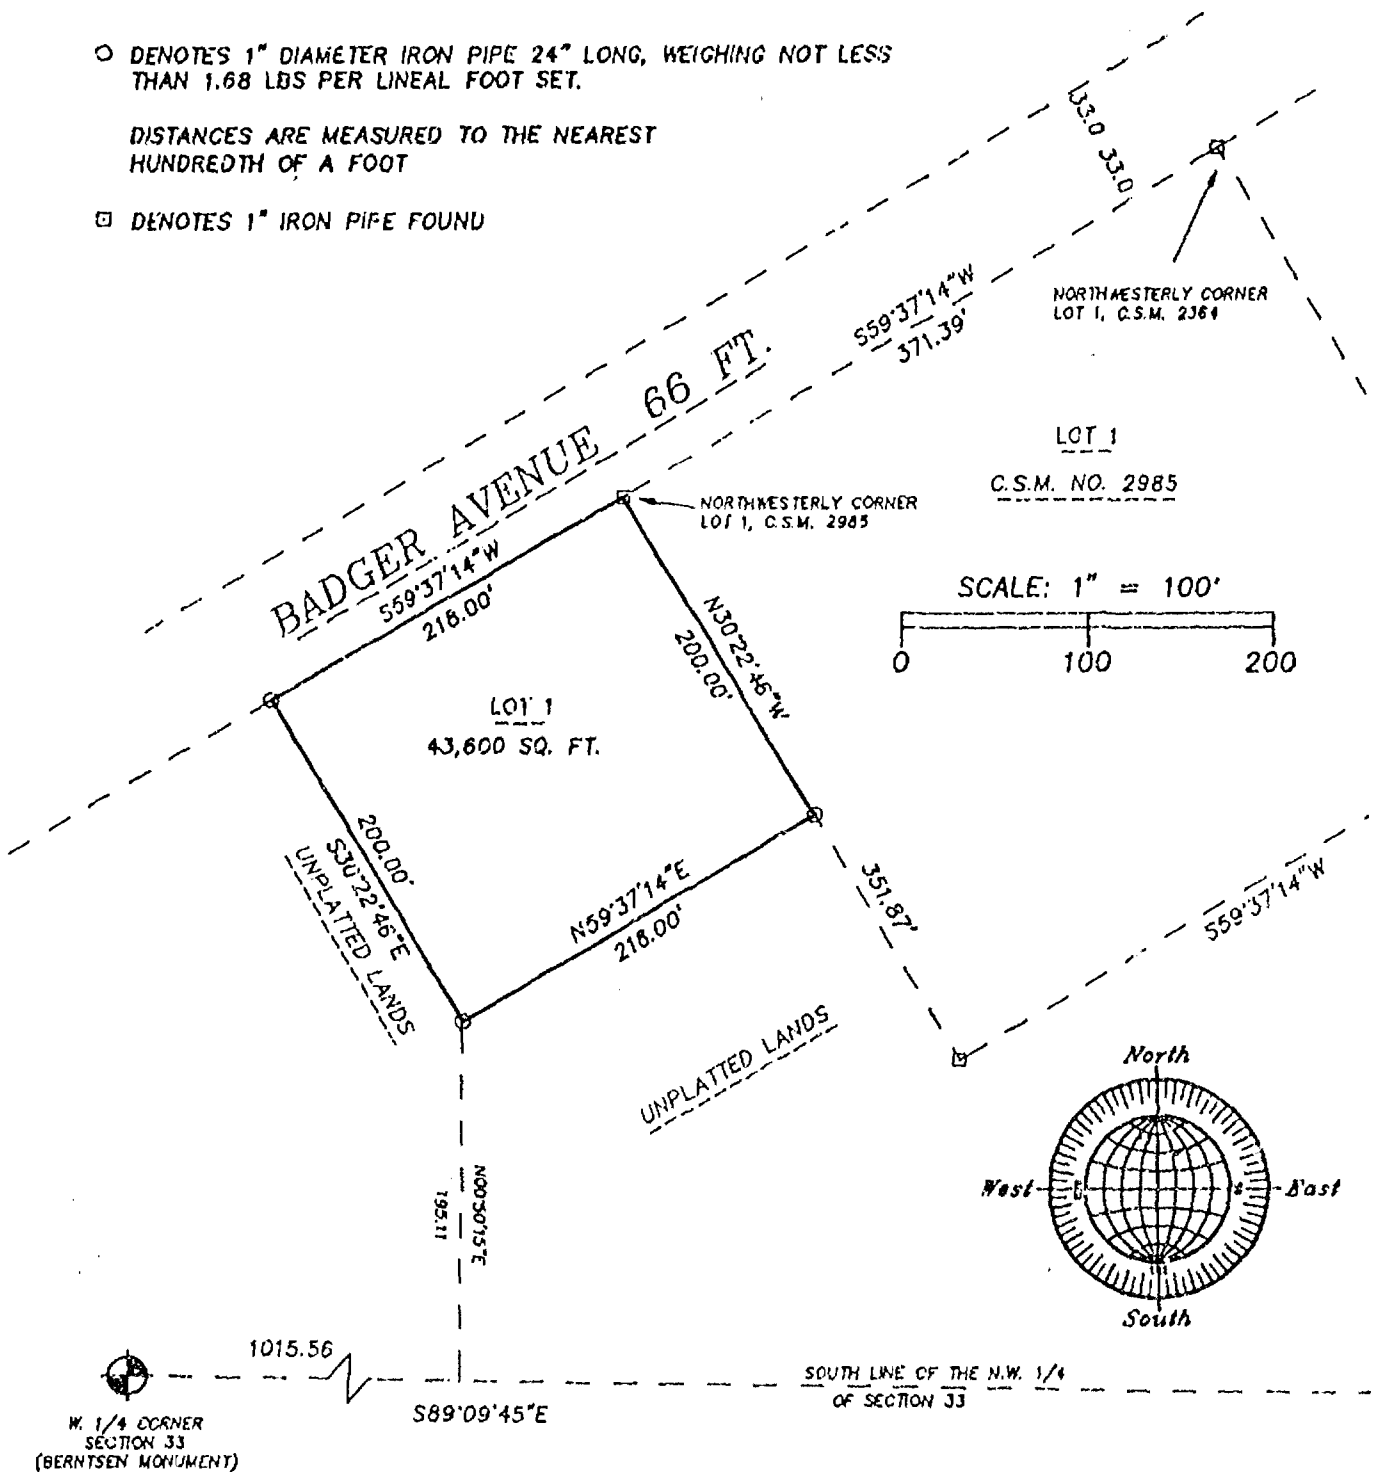 DENOTES 1" DIAMETER IRON PIPE 24" LONG, WEIGHING NOT LESS
THAN 1.68 LBS PER LINEAL FOOT SET.
DISTANCES ARE MEASURED TO THE NEAREST
HUNDREDTH OF A FOOT
DENOTES 1" IRON PIPE FOUND
33.0 33.0
NORTHWESTERLY CORNER
LOT 1, C.S.M. 2364
S59°37'14"W
371.39'
BADGER AVENUE 66 FT.
LOT 1
C.S.M. NO. 2985
NORTHWESTERLY CORNER
LOT 1, C.S.M. 2985
S59°37'14"W
218.00'
SCALE: 1" = 100'
0 100 200
N30°22'46"W
200.00'
LOT 1
43,600 SQ. FT.
200.00'
S30°22'46"E
UNPLATTED LANDS
N59°37'14"E
218.00'
351.87'
S59°37'14"W
UNPLATTED LANDS
North
West
East
South
N00°50'15"E
195.11
1015.56
S89°09'45"E
SOUTH LINE OF THE N.W. 1/4
OF SECTION 33
W. 1/4 CORNER
SECTION 33
(BERNTSEN MONUMENT)